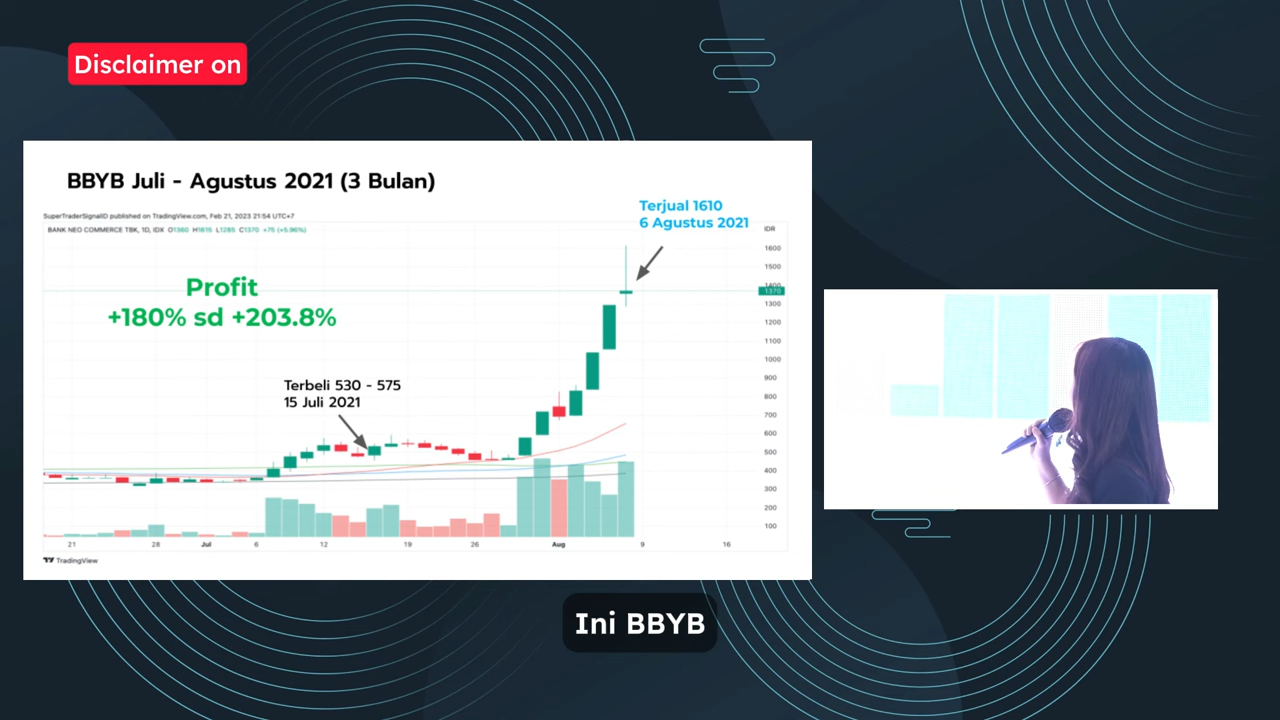 Disclaimer on
BBYB Juli - Agustus 2021 (3 Bulan)
SuperTraderSignalID published on TradingView.com, Feb 21, 2023 21:54 UTC+7
BANK NEO COMMERCE TBK, 1D, IDX O1360 H1615 L1285 C1370 +75 (+5.96%)
Terjual 1610
6 Agustus 2021
IDR
1600
1500
1400
1370
1300
1200
1100
1000
900
800
700
600
500
400
300
200
100
Profit
+180% sd +203.8%
Terbeli 530 - 575
15 Juli 2021
21 28 Jul 6 12 19 26 Aug 9 16
TradingView
Ini BBYB